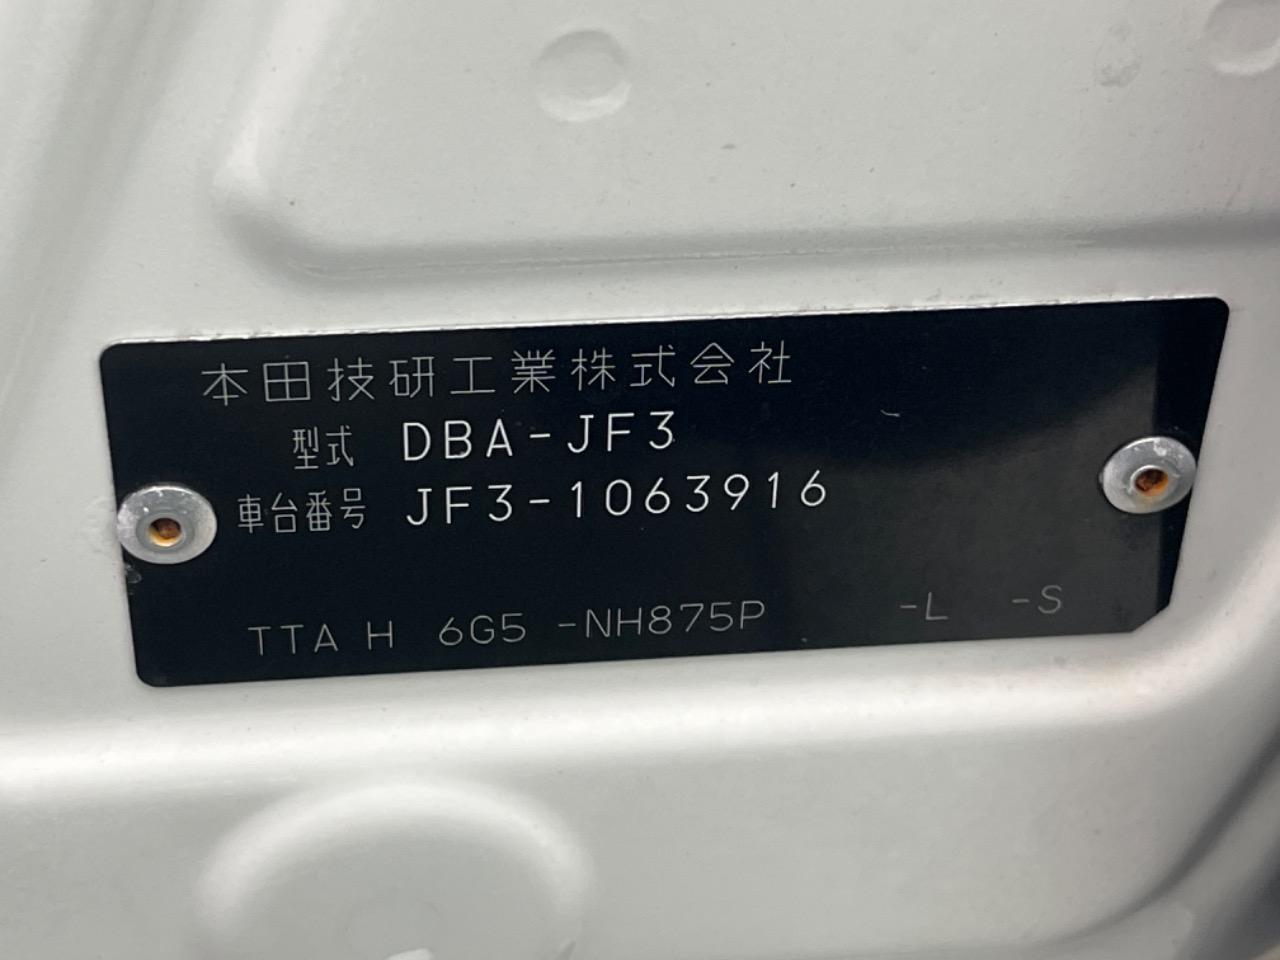 本田技研工業株式会社
型式 DBA-JF3
車台番号 JF3-1063916
TTA H 6G5 -NH875P -L -S